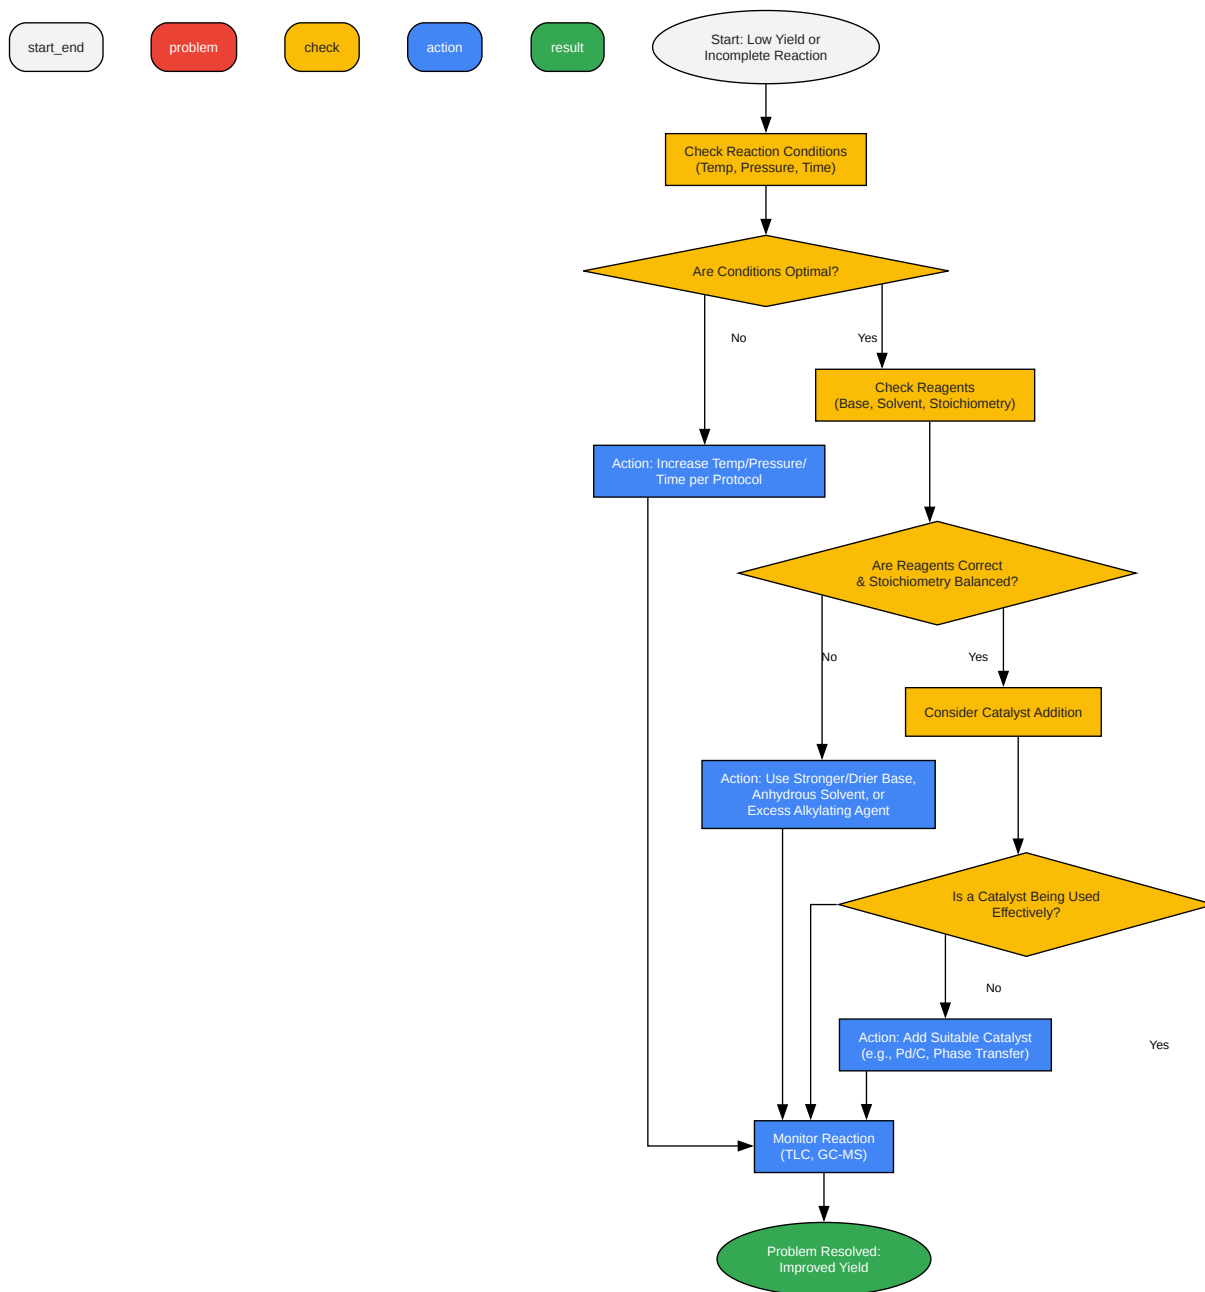 start_end
problem
check
action
result
Start: Low Yield or
Incomplete Reaction
Check Reaction Conditions
(Temp, Pressure, Time)
Are Conditions Optimal?
No
Yes
Check Reagents
(Base, Solvent, Stoichiometry)
Action: Increase Temp/Pressure/
Time per Protocol
Are Reagents Correct
& Stoichiometry Balanced?
No
Yes
Consider Catalyst Addition
Action: Use Stronger/Drier Base,
Anhydrous Solvent, or
Excess Alkylating Agent
Is a Catalyst Being Used
Effectively?
No
Action: Add Suitable Catalyst
(e.g., Pd/C, Phase Transfer)
Yes
Monitor Reaction
(TLC, GC-MS)
Problem Resolved:
Improved Yield